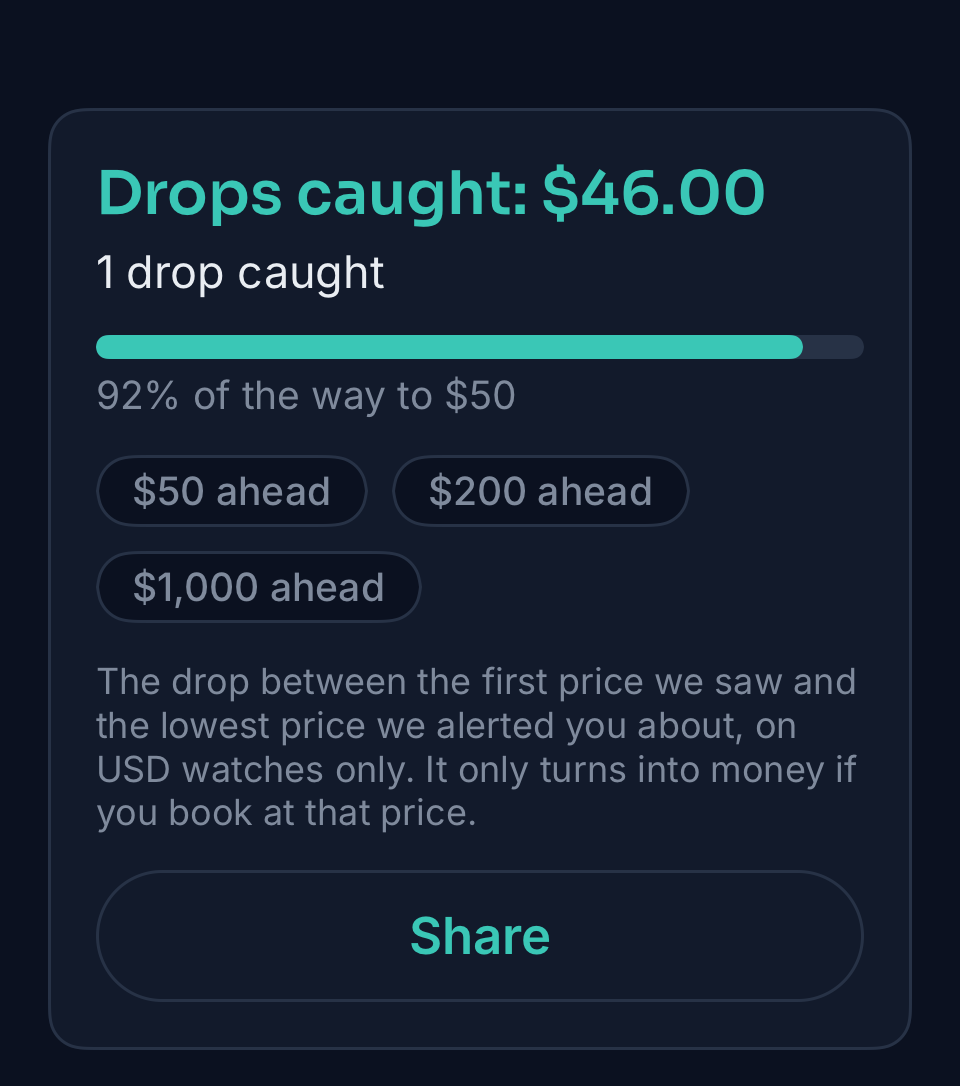 Drops caught: $46.00
1 drop caught
92% of the way to $50
$50 ahead
$200 ahead
$1,000 ahead
The drop between the first price we saw and
the lowest price we alerted you about, on
USD watches only. It only turns into money if
you book at that price.
Share